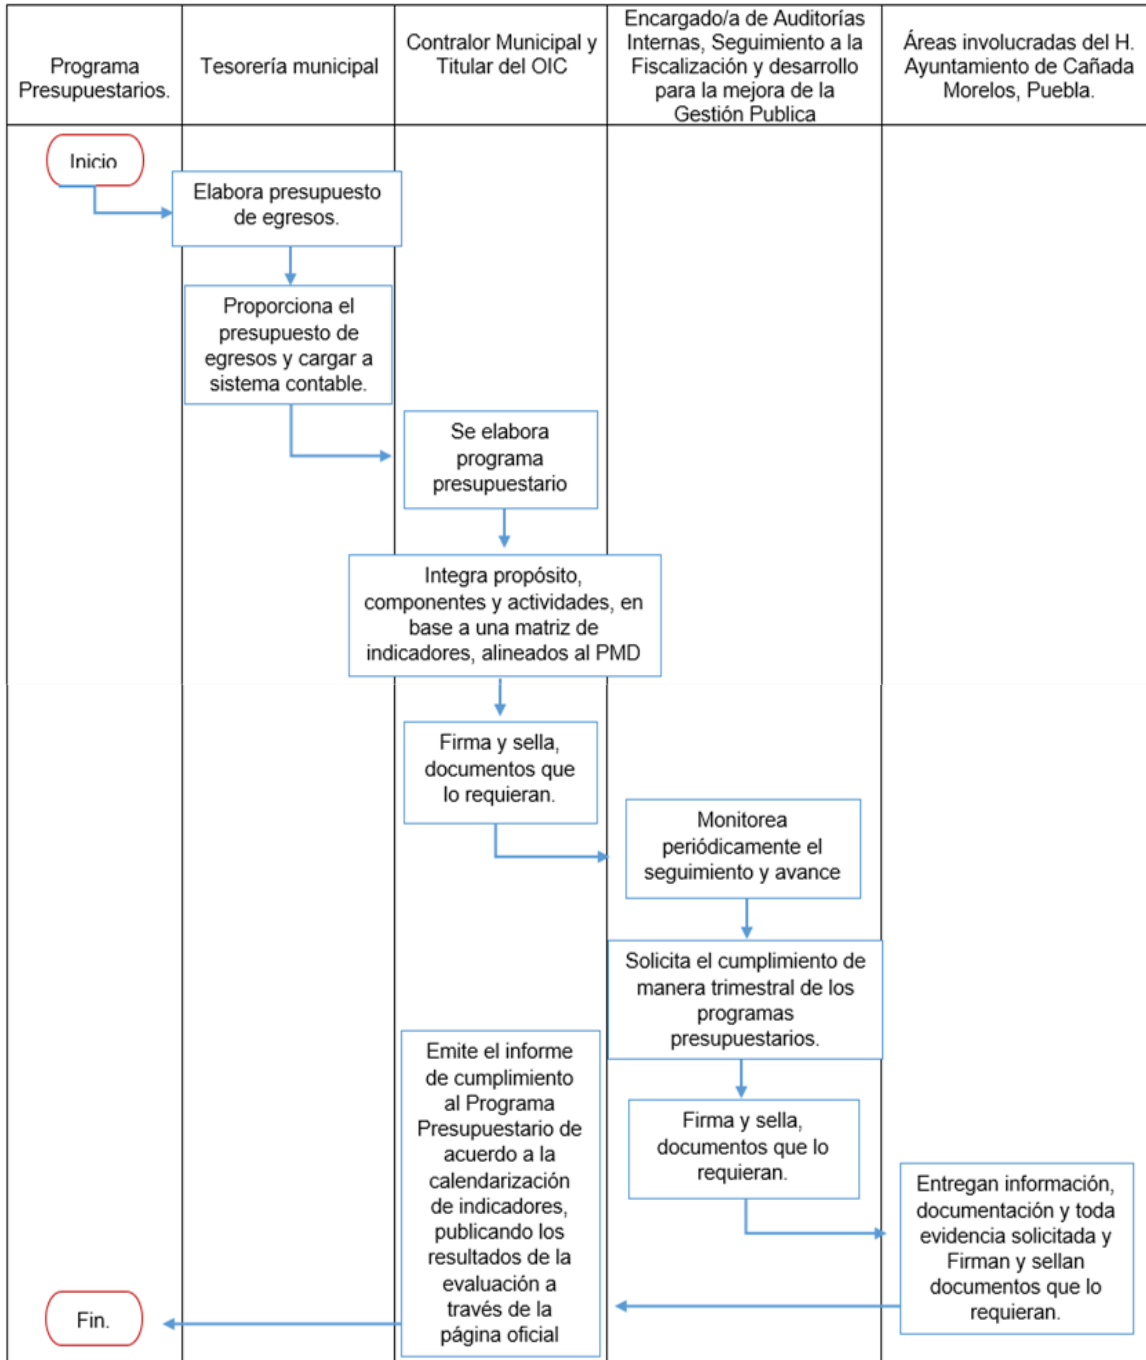 Programa
Presupuestarios.
Tesorería municipal
Contralor Municipal y
Titular del OIC
Encargado/a de Auditorías
Internas, Seguimiento a la
Fiscalización y desarrollo
para la mejora de la
Gestión Publica
Áreas involucradas del H.
Ayuntamiento de Cañada
Morelos, Puebla.
Inicio
Elabora presupuesto
de egresos.
Proporciona el
presupuesto de
egresos y cargar a
sistema contable.
Se elabora
programa
presupuestario
Integra propósito,
componentes y actividades, en
base a una matriz de
indicadores, alineados al PMD
Firma y sella,
documentos que
lo requieran.
Monitorea
periódicamente el
seguimiento y avance
Solicita el cumplimiento de
manera trimestral de los
programas
presupuestarios.
Firma y sella,
documentos que lo
requieran.
Entregan información,
documentación y toda
evidencia solicitada y
Firman y sellan
documentos que lo
requieran.
Emite el informe
de cumplimiento
al Programa
Presupuestario de
acuerdo a la
calendarización
de indicadores,
publicando los
resultados de la
evaluación a
través de la
página oficial
Fin.